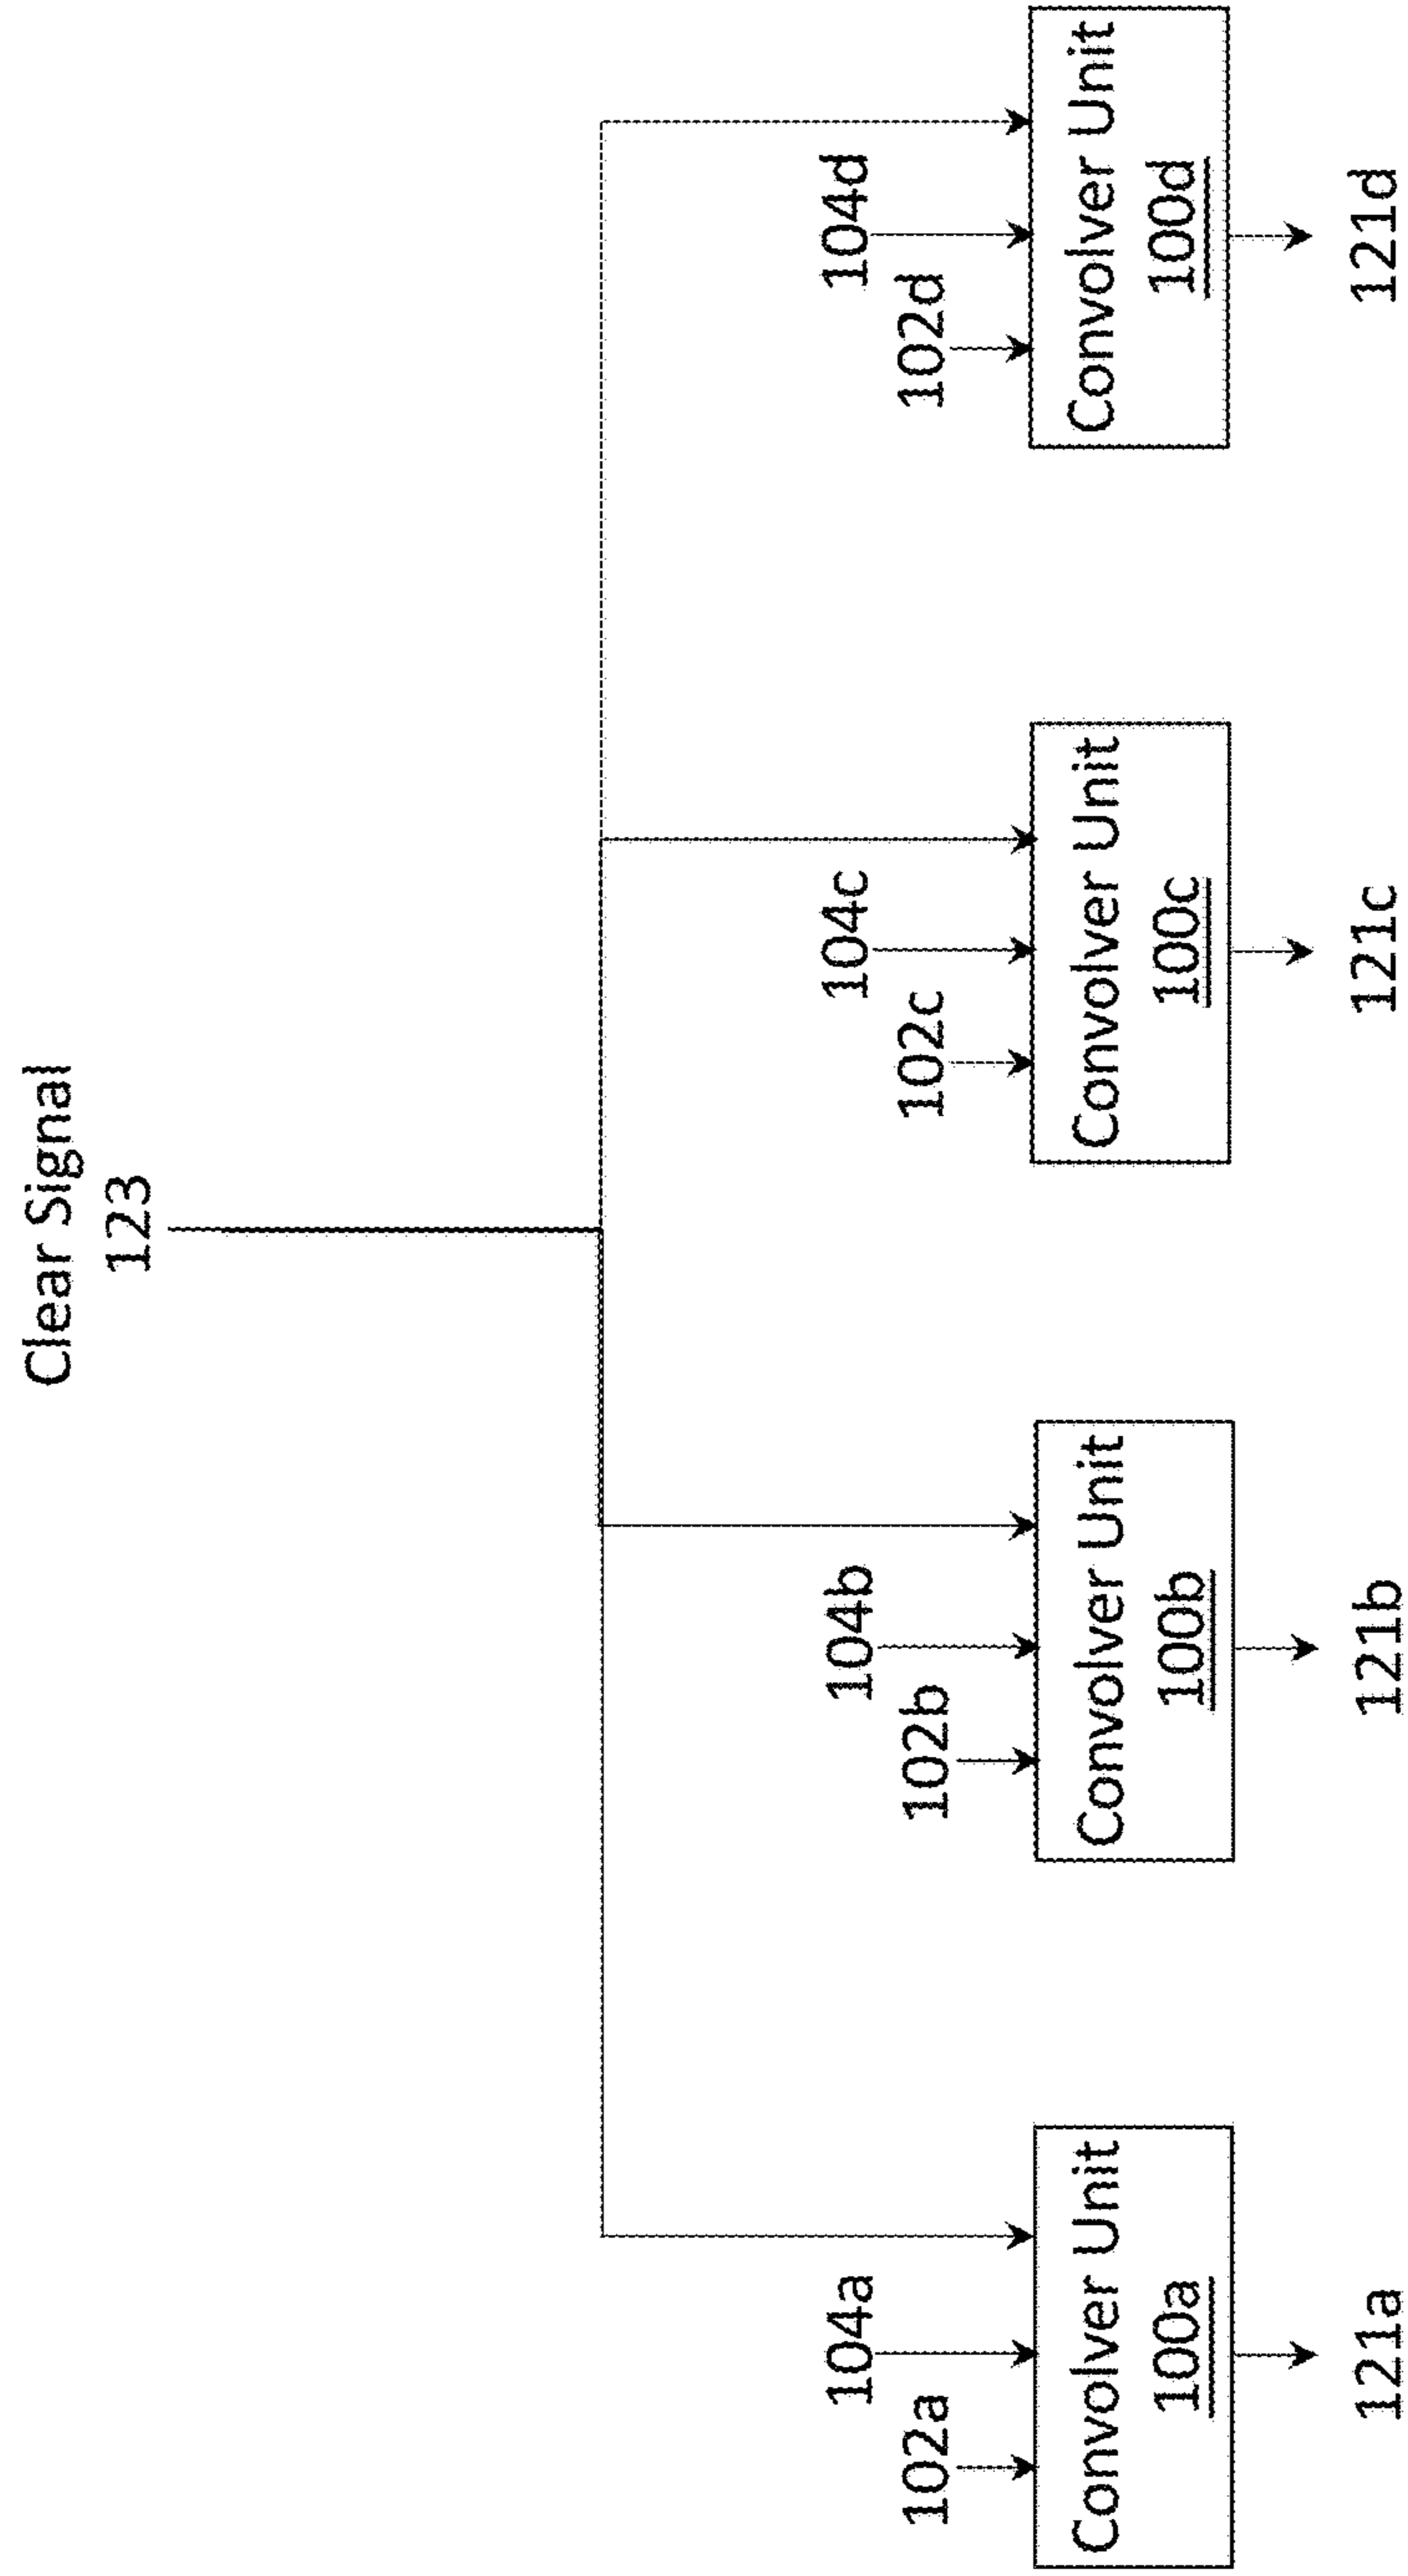 Clear Signal
123
104a
104b
104c
104d
102a
102b
102c
102d
Convolver Unit
100a
Convolver Unit
100b
Convolver Unit
100c
Convolver Unit
100d
121a
121b
121c
121d